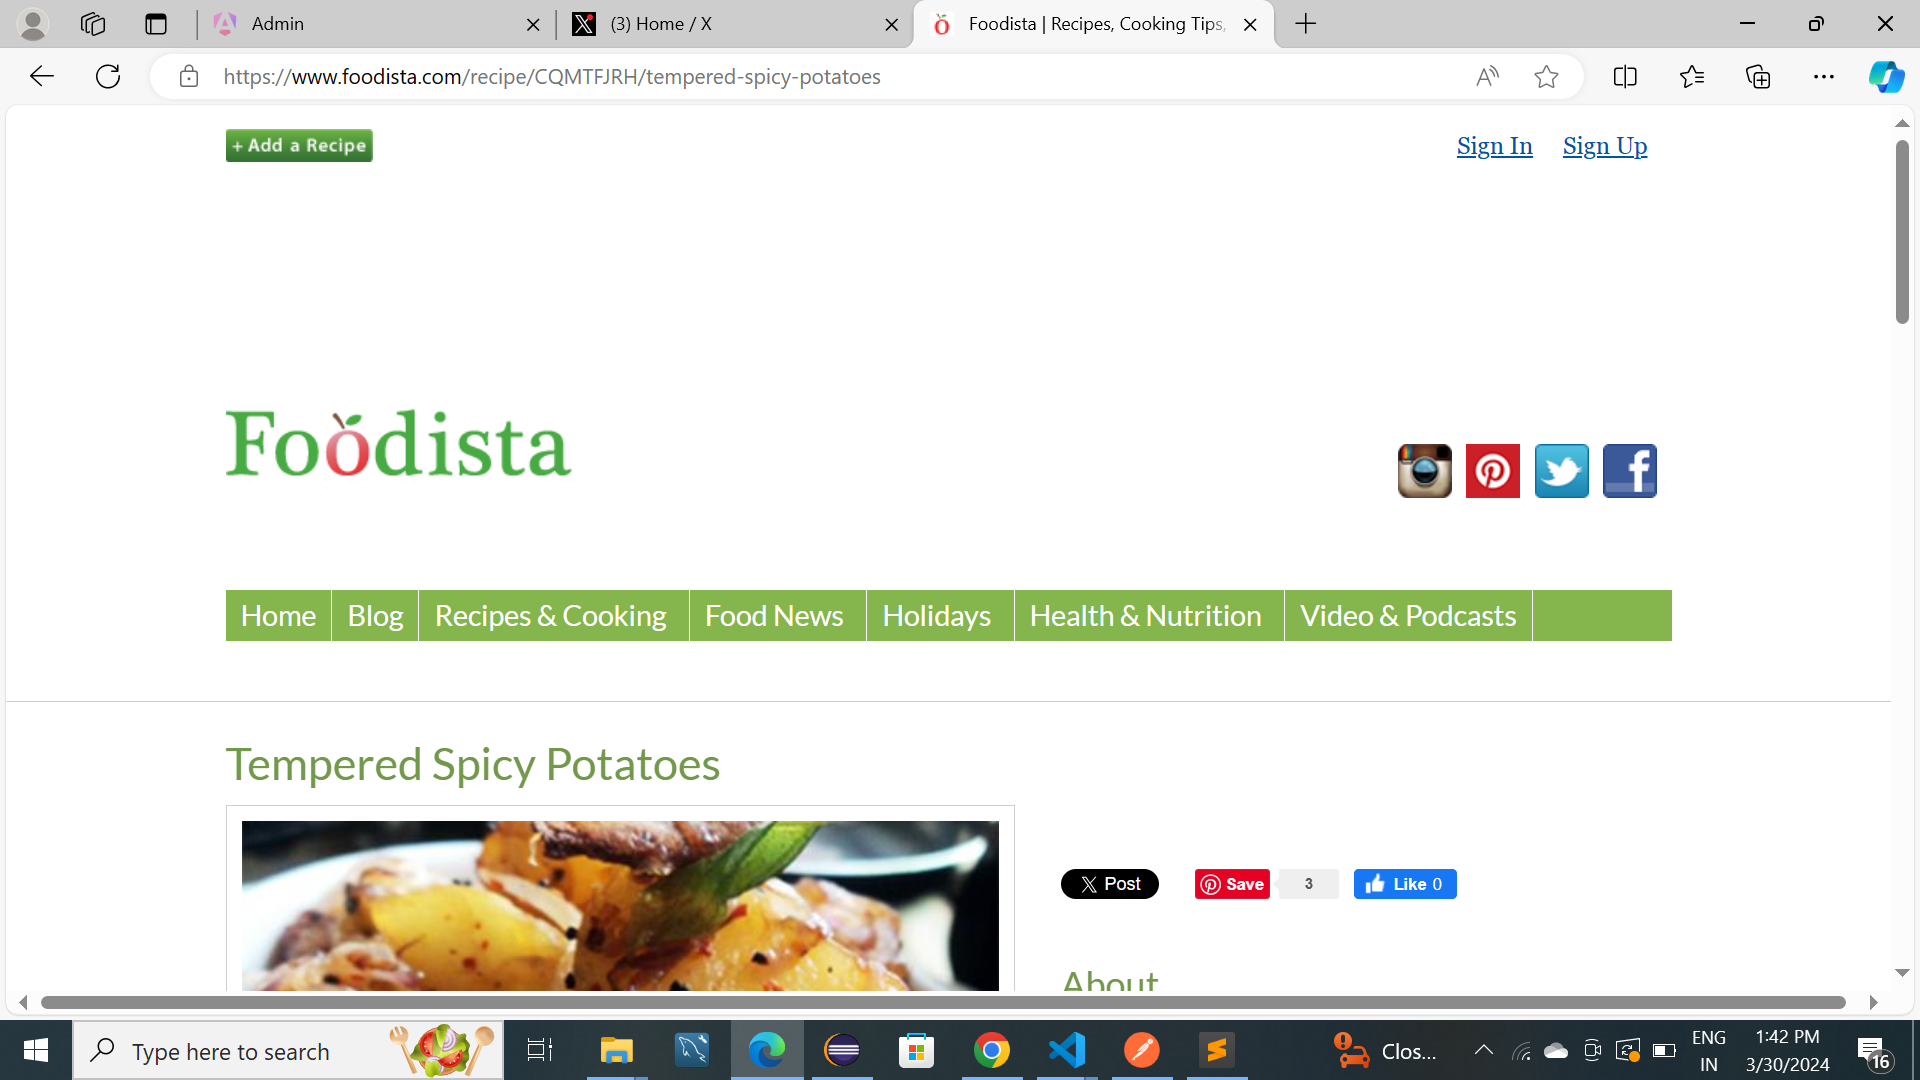 Admin
(3) Home / X
Foodista | Recipes, Cooking Tips,
https://www.foodista.com/recipe/CQMTFJRH/tempered-spicy-potatoes
+ Add a Recipe
Sign In Sign Up
Foodista
Home Blog Recipes & Cooking Food News Holidays Health & Nutrition Video & Podcasts
Tempered Spicy Potatoes
Post Save 3 Like 0
About
Type here to search
Clos...
ENG
IN
1:42 PM
3/30/2024
16